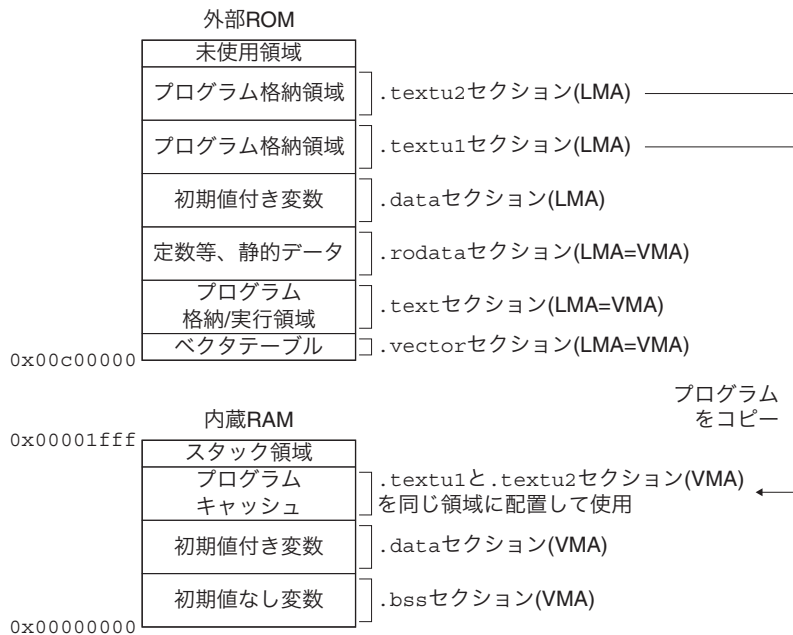 外部ROM
未使用領域
プログラム格納領域 .textu2セクション(LMA)
プログラム格納領域 .textu1セクション(LMA)
初期値付き変数 .dataセクション(LMA)
定数等、静的データ .rodataセクション(LMA=VMA)
プログラム
格納/実行領域 .textセクション(LMA=VMA)
ベクタテーブル .vectorセクション(LMA=VMA)
0x00c00000
プログラム
をコピー
内蔵RAM
0x00001fff
スタック領域
プログラム .textu1と.textu2セクション(VMA)
キャッシュ を同じ領域に配置して使用
初期値付き変数 .dataセクション(VMA)
初期値なし変数 .bssセクション(VMA)
0x00000000